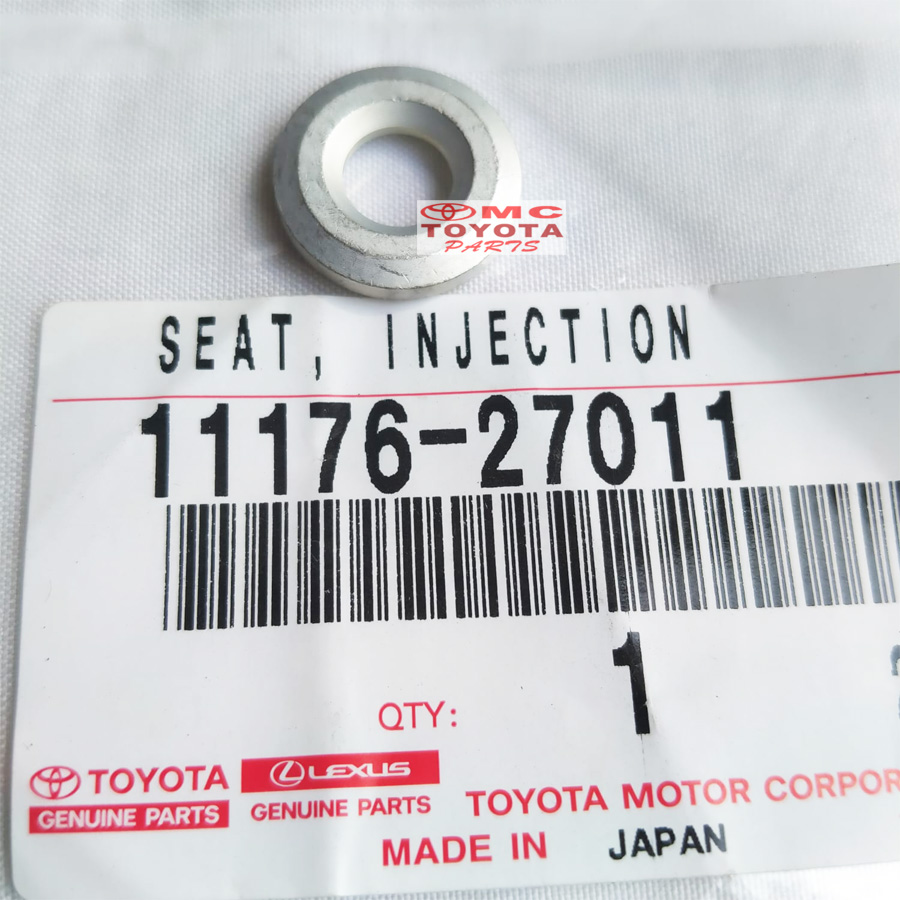 MC
TOYOTA
PARTS
SEAT, INJECTION
11176-27011
QTY: 1
TOYOTA
GENUINE PARTS
LEXUS
GENUINE PARTS
TOYOTA MOTOR
MADE IN JAPAN